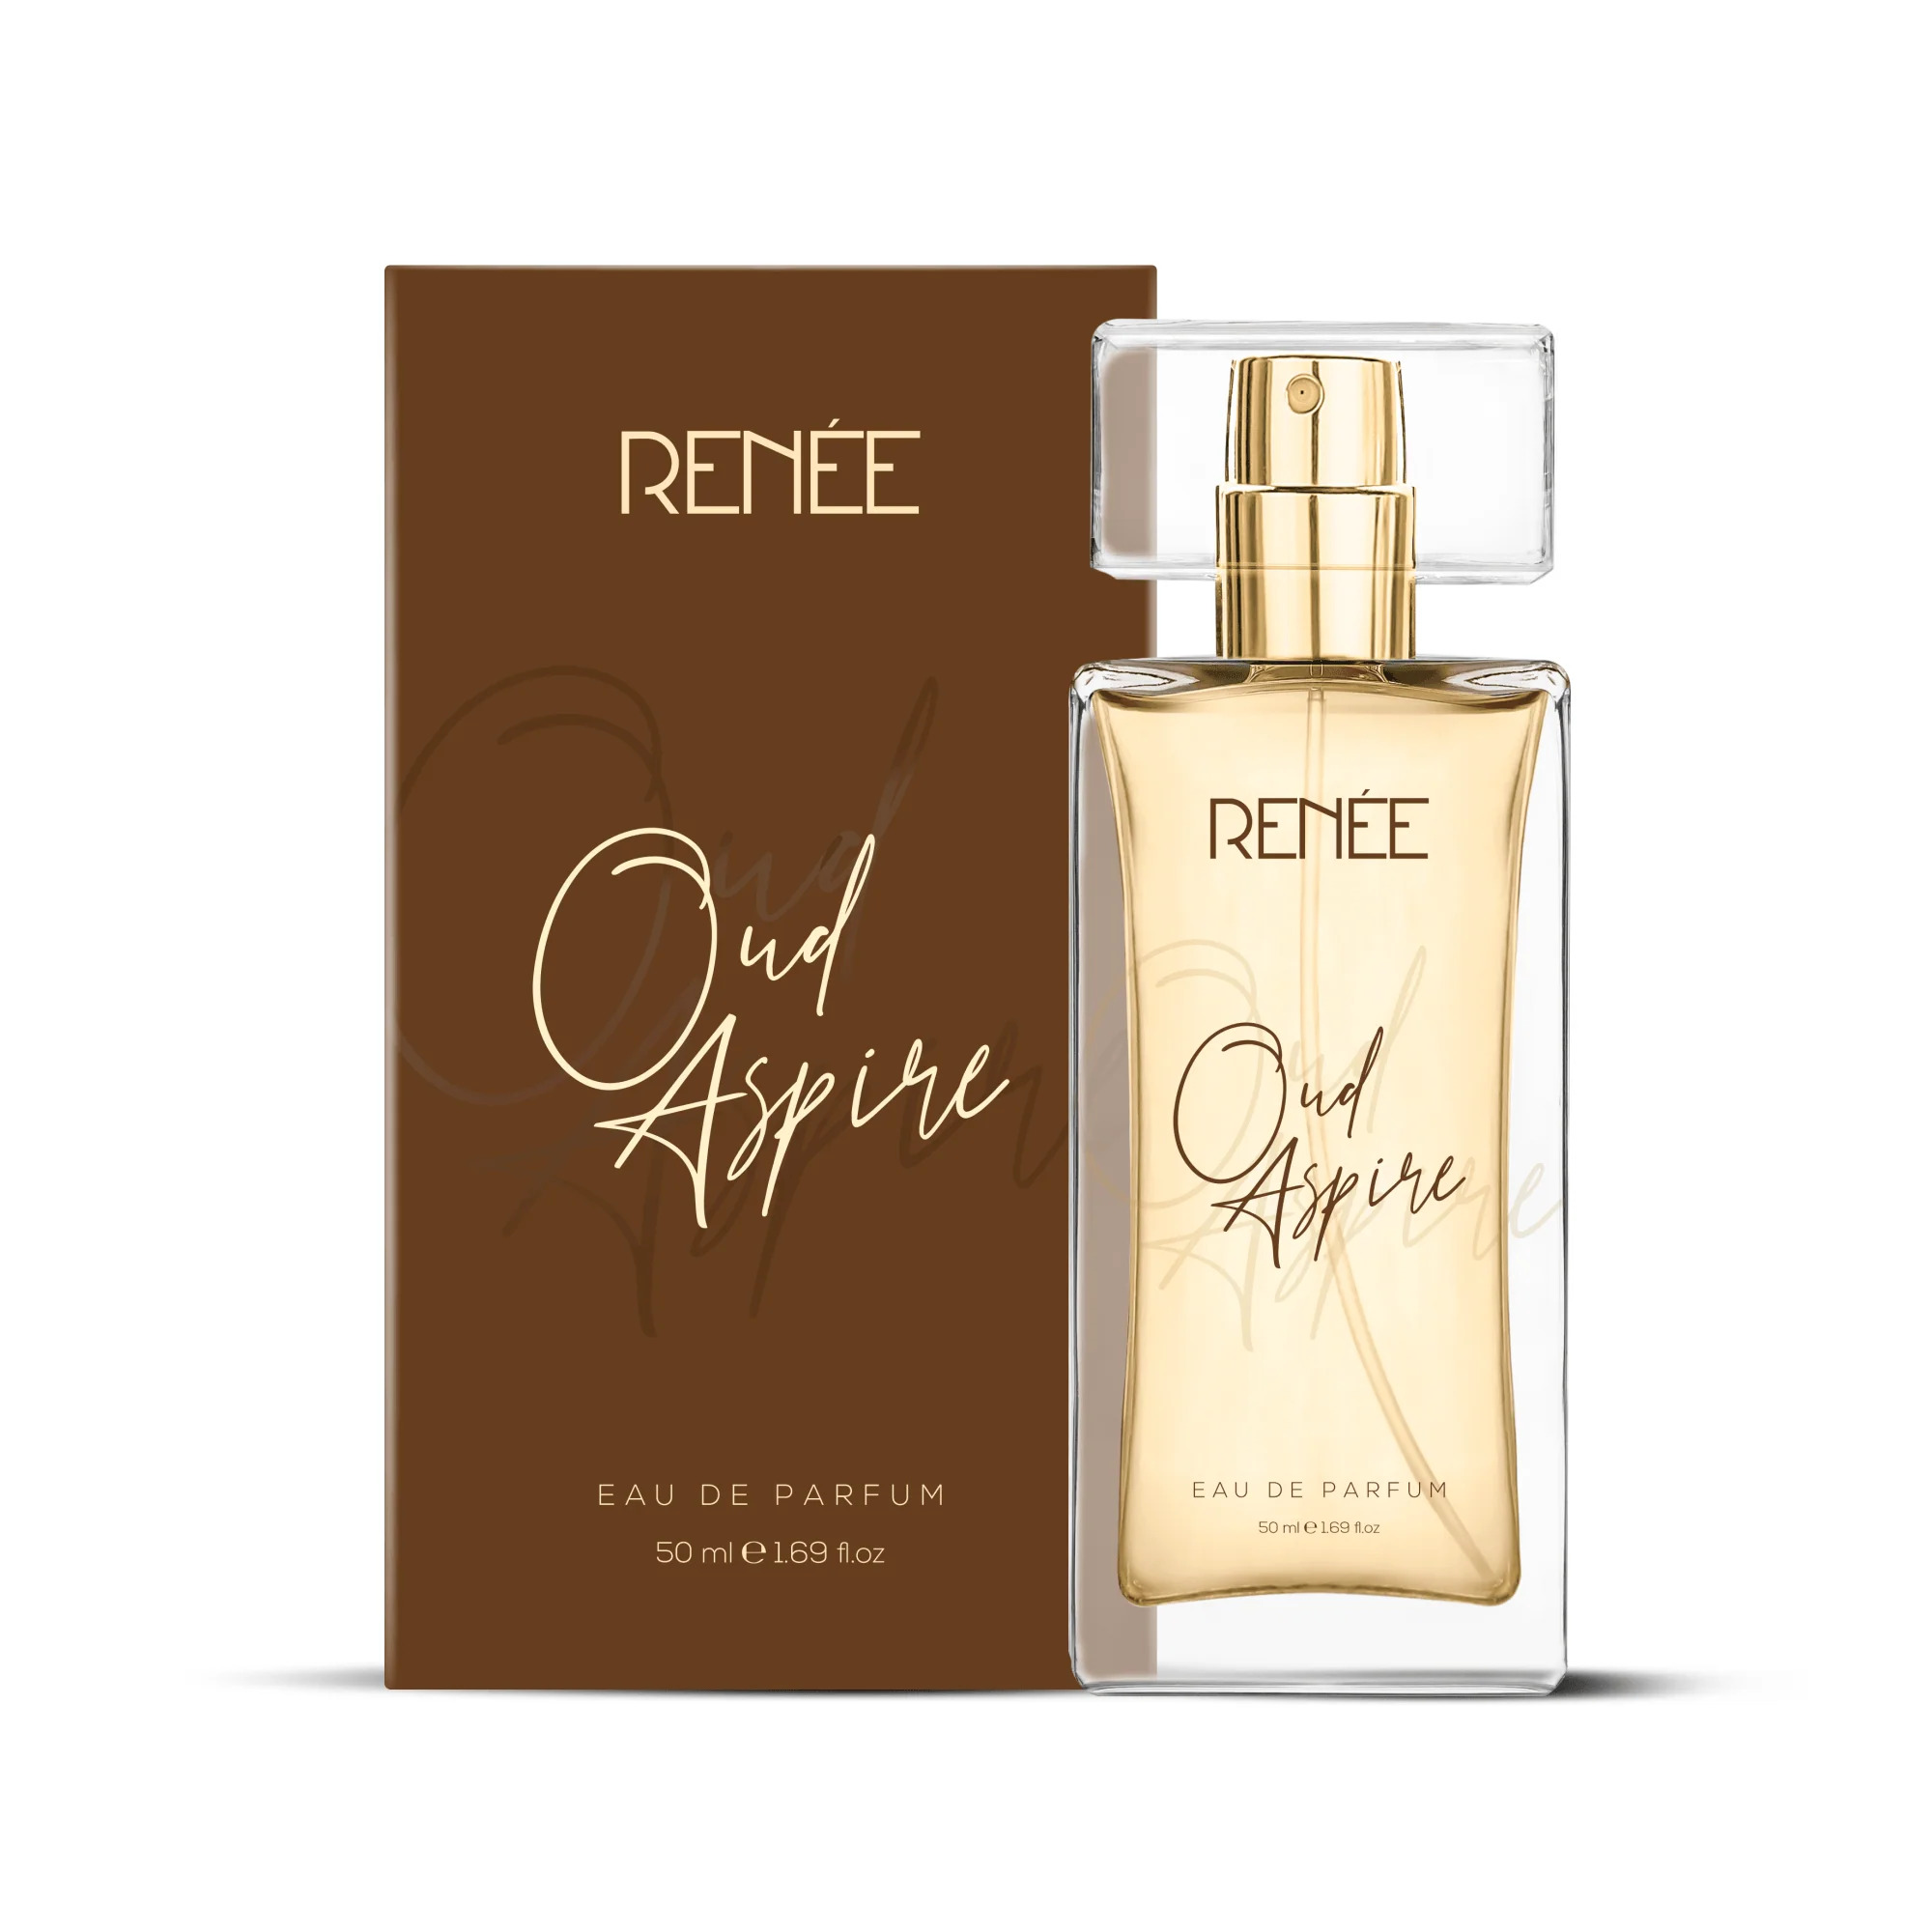 RENÉE
Oud
Aspire
EAU DE PARFUM
50 ml ℮ 1.69 fl.oz
RENÉE
Oud
Aspire
EAU DE PARFUM
50 ml ℮ 1.69 fl.oz